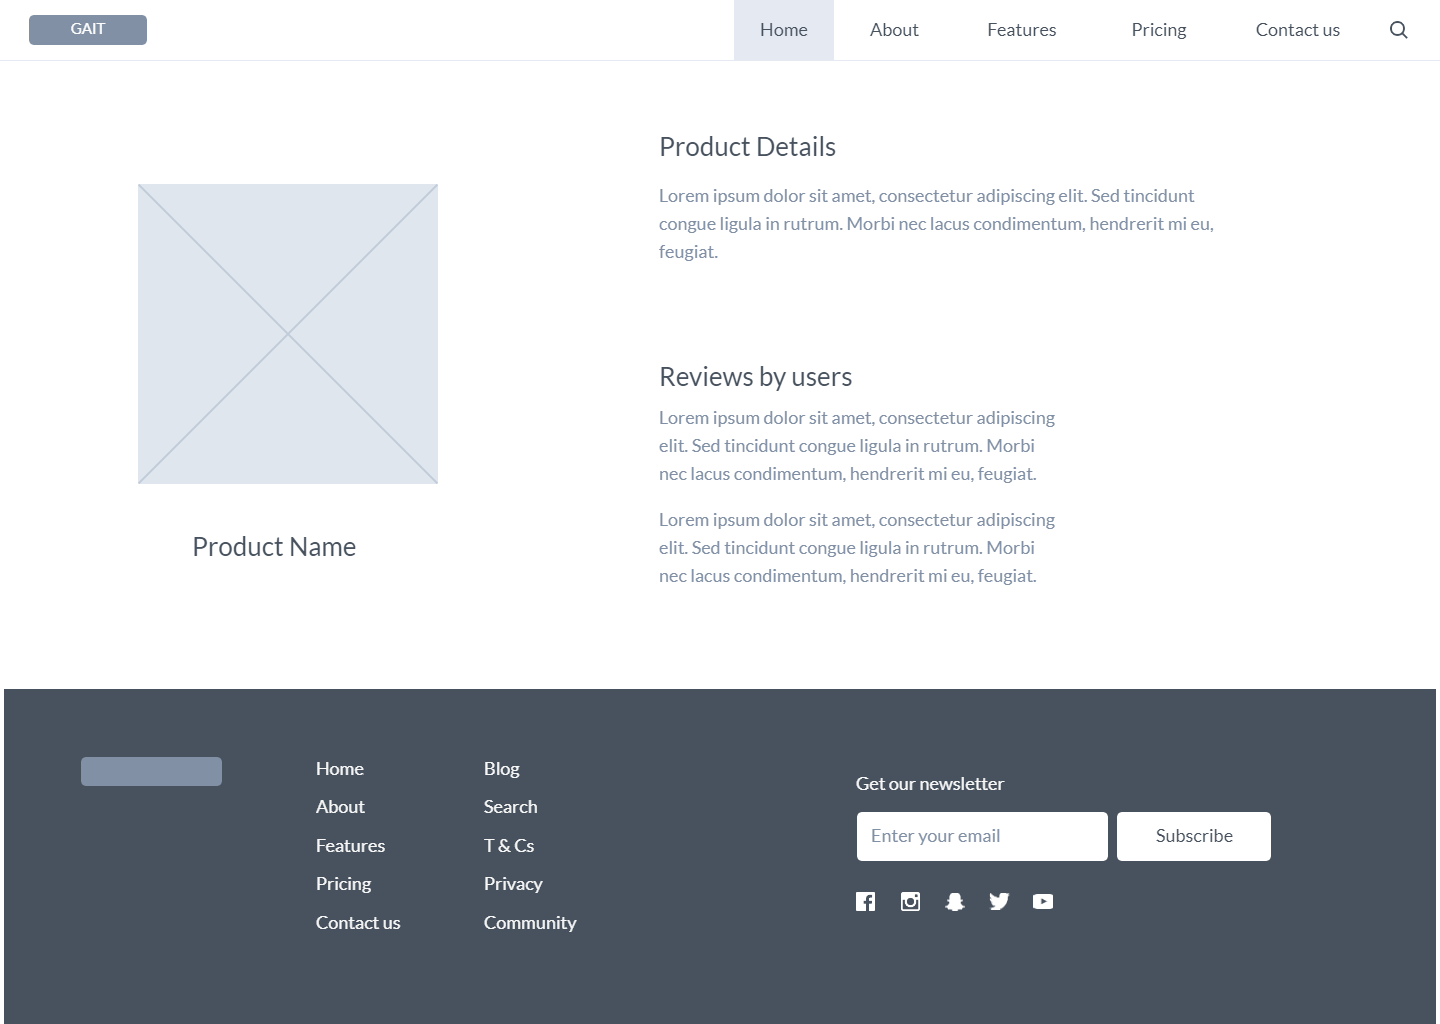 GAIT
Home
About
Features
Pricing
Contact us
Product Details
Lorem ipsum dolor sit amet, consectetur adipiscing elit. Sed tincidunt
congue ligula in rutrum. Morbi nec lacus condimentum, hendrerit mi eu,
feugiat.
Product Name
Reviews by users
Lorem ipsum dolor sit amet, consectetur adipiscing
elit. Sed tincidunt congue ligula in rutrum. Morbi
nec lacus condimentum, hendrerit mi eu, feugiat.
Lorem ipsum dolor sit amet, consectetur adipiscing
elit. Sed tincidunt congue ligula in rutrum. Morbi
nec lacus condimentum, hendrerit mi eu, feugiat.
Home
About
Features
Pricing
Contact us
Blog
Search
T & Cs
Privacy
Community
Get our newsletter
Enter your email
Subscribe